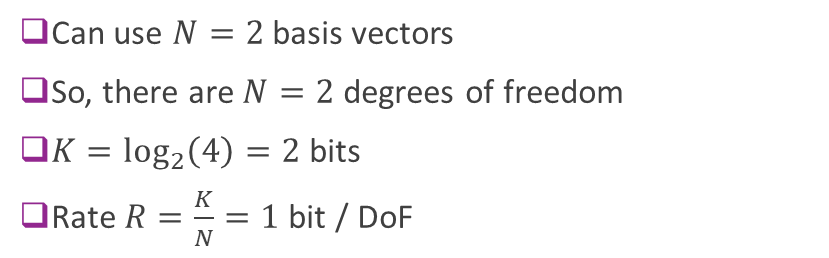 ❑Can use N = 2 basis vectors
❑So, there are N = 2 degrees of freedom
❑K = log₂(4) = 2 bits
❑Rate R = K/N = 1 bit / DoF